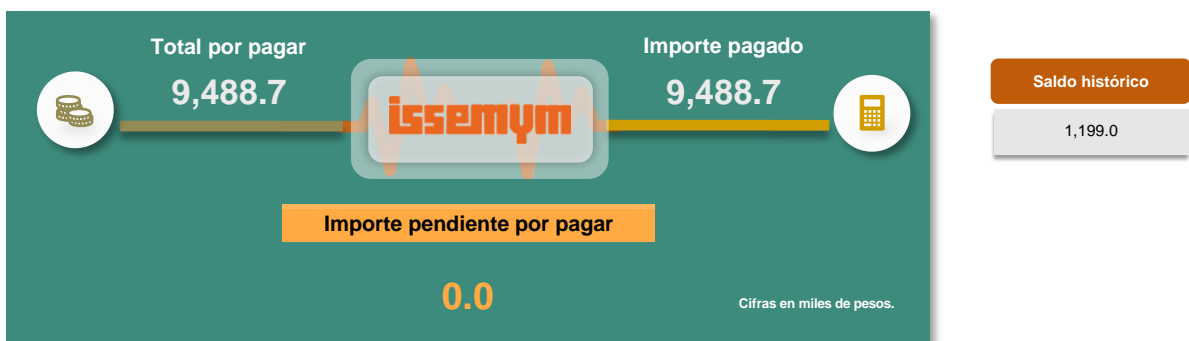 Total por pagar
9,488.7
issemym
Importe pagado
9,488.7
Importe pendiente por pagar
0.0
Cifras en miles de pesos.
Saldo histórico
1,199.0